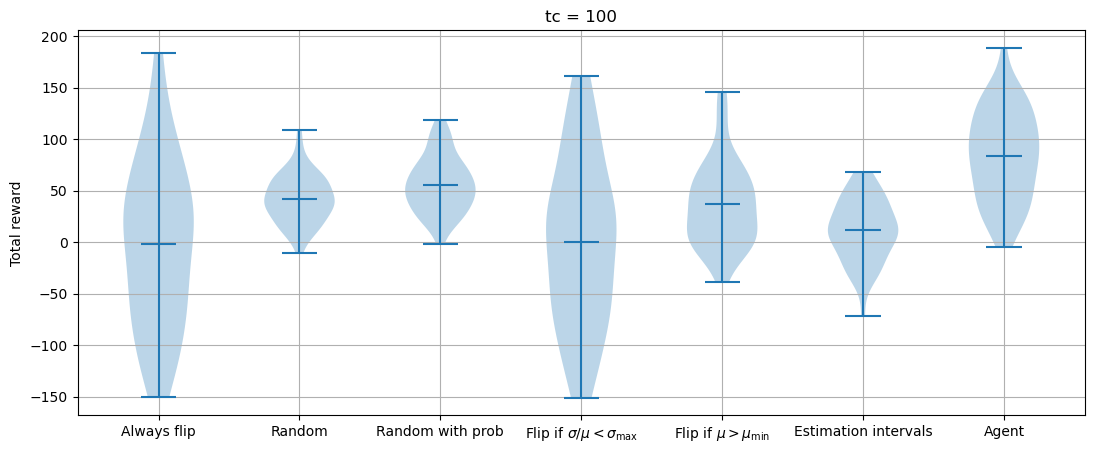 tc = 100
Total reward
200
150
100
50
0
−50
−100
−150
Always flip
Random
Random with prob
Flip if σ/μ < σmax
Flip if μ > μmin
Estimation intervals
Agent